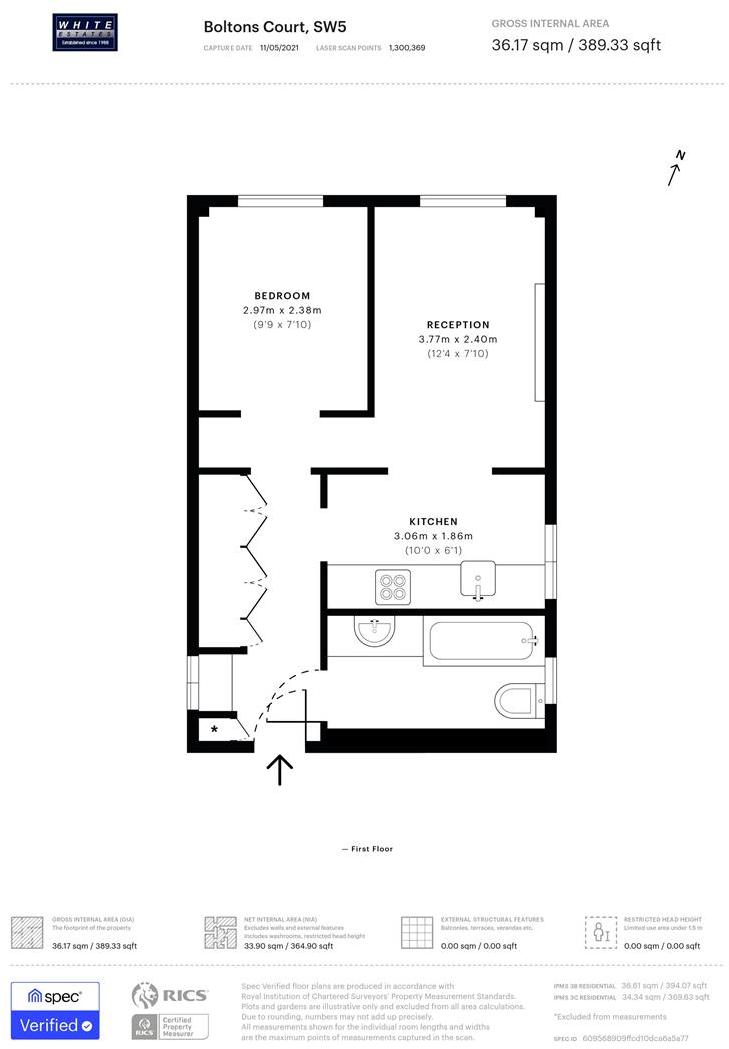 WHITE
ESTATES
Established since 1988
Boltons Court, SW5
CAPTURE DATE 11/05/2021 LASER SCAN POINTS 1,300,369
GROSS INTERNAL AREA
36.17 sqm / 389.33 sqft
N
BEDROOM
2.97m x 2.38m
(9'9 x 7'10)
RECEPTION
3.77m x 2.40m
(12'4 x 7'10)
KITCHEN
3.06m x 1.86m
(10'0 x 6'1)
*
— First Floor
GROSS INTERNAL AREA (GIA)
The footprint of the property
36.17 sqm / 389.33 sqft
NET INTERNAL AREA (NIA)
Excludes walls and external features
Includes washrooms, restricted head height
33.90 sqm / 364.90 sqft
EXTERNAL STRUCTURAL FEATURES
Balconies, terraces, verandas etc.
0.00 sqm / 0.00 sqft
RESTRICTED HEAD HEIGHT
Limited use area under 1.5 m
0.00 sqm / 0.00 sqft
spec
Verified
RICS
RICS
Certified
Property
Measurer
Spec Verified floor plans are produced in accordance with
Royal Institution of Chartered Surveyors' Property Measurement Standards.
Plots and gardens are illustrative only and excluded from all area calculations.
Due to rounding, numbers may not add up precisely.
All measurements shown for the individual room lengths and widths
are the maximum points of measurements captured in the scan.
IPMS 3B RESIDENTIAL 36.61 sqm / 394.07 sqft
IPMS 3C RESIDENTIAL 34.34 sqm / 369.63 sqft
*Excluded from measurements
SPEC ID 609568909ffcd10dca6a5a77